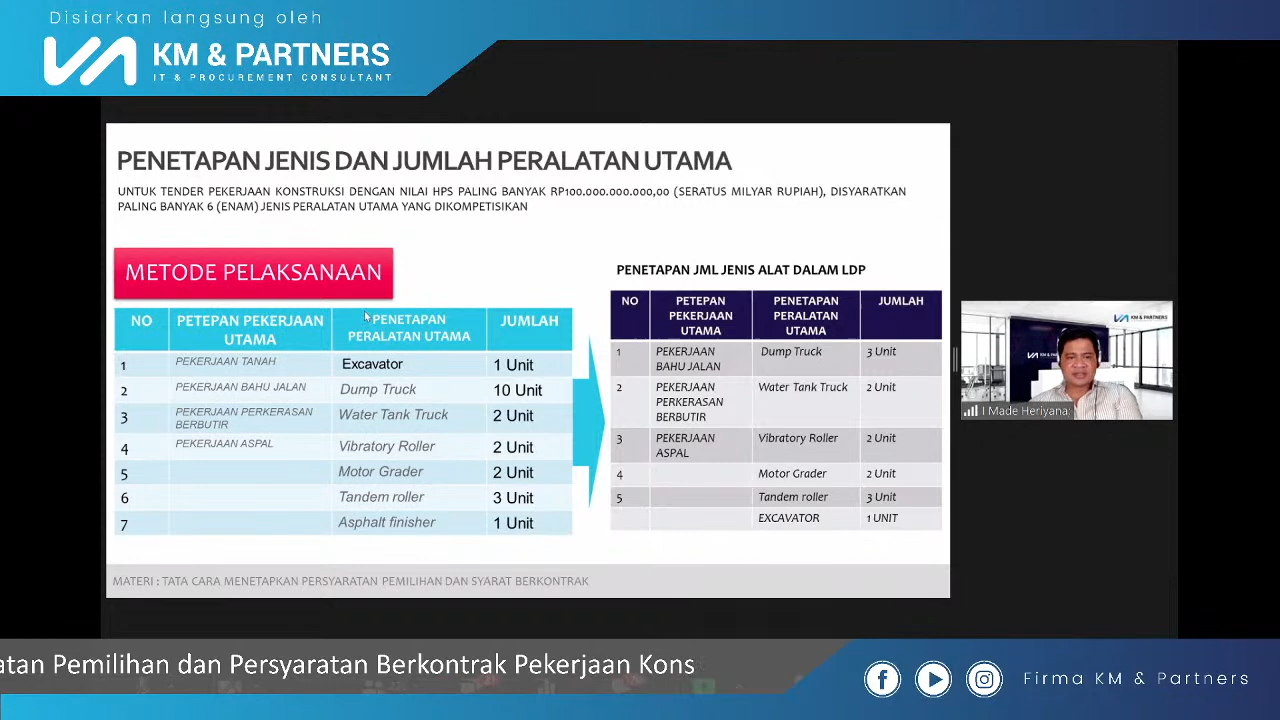 Disiarkan langsung oleh
KM & PARTNERS
IT & PROCUREMENT CONSULTANT
PENETAPAN JENIS DAN JUMLAH PERALATAN UTAMA
UNTUK TENDER PEKERJAAN KONSTRUKSI DENGAN NILAI HPS PALING BANYAK RP100.000.000.000,00 (SERATUS MILYAR RUPIAH), DISYARATKAN
PALING BANYAK 6 (ENAM) JENIS PERALATAN UTAMA YANG DIKOMPETISIKAN
METODE PELAKSANAAN
NO PETEPAN PEKERJAAN UTAMA PENETAPAN PERALATAN UTAMA JUMLAH
1 PEKERJAAN TANAH Excavator 1 Unit
2 PEKERJAAN BAHU JALAN Dump Truck 10 Unit
3 PEKERJAAN PERKERASAN BERBUTIR Water Tank Truck 2 Unit
4 PEKERJAAN ASPAL Vibratory Roller 2 Unit
5 Motor Grader 2 Unit
6 Tandem roller 3 Unit
7 Asphalt finisher 1 Unit
PENETAPAN JML JENIS ALAT DALAM LDP
NO PETEPAN PEKERJAAN UTAMA PENETAPAN PERALATAN UTAMA JUMLAH
1 PEKERJAAN BAHU JALAN Dump Truck 3 Unit
2 PEKERJAAN PERKERASAN BERBUTIR Water Tank Truck 2 Unit
3 PEKERJAAN ASPAL Vibratory Roller 2 Unit
4 Motor Grader 2 Unit
5 Tandem roller 3 Unit
EXCAVATOR 1 UNIT
MATERI : TATA CARA MENETAPKAN PERSYARATAN PEMILIHAN DAN SYARAT BERKONTRAK
KM & PARTNERS
I Made Heriyana:
atan Pemilihan dan Persyaratan Berkontrak Pekerjaan Kons
Firma KM & Partners